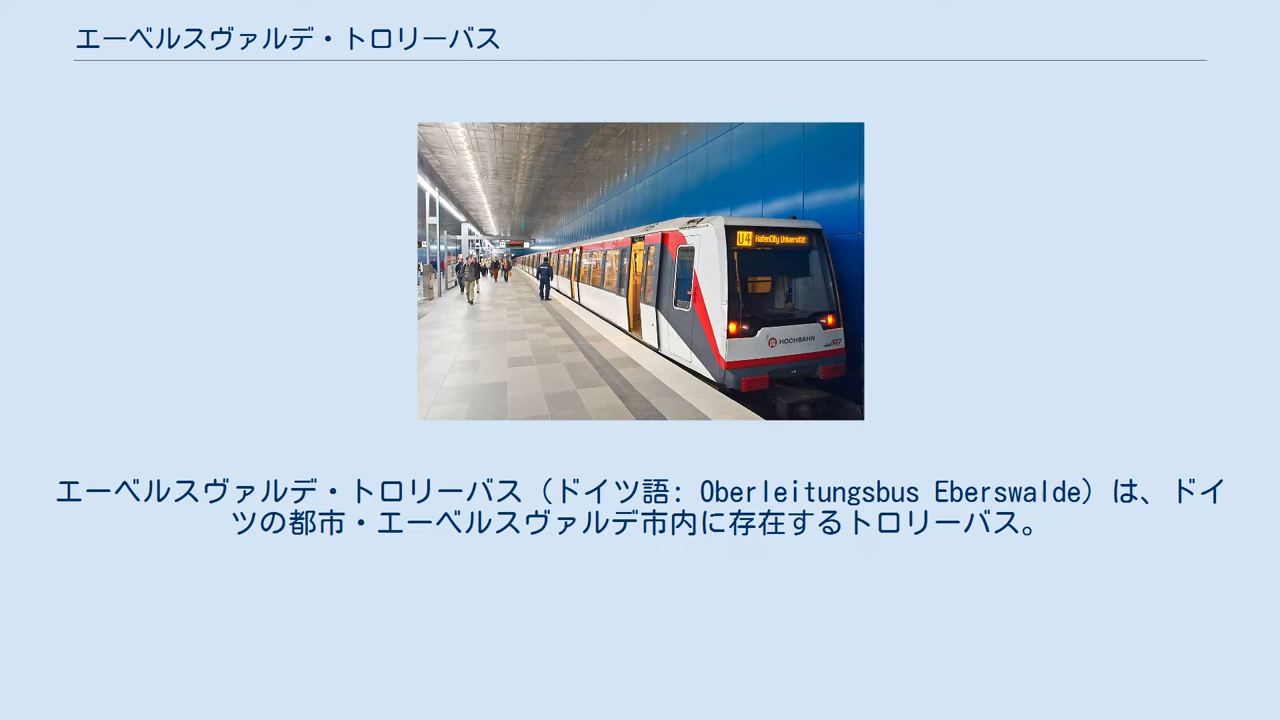 エーベルスヴァルデ・トロリーバス
U4 HafenCity Universität
HOCHBAHN
エーベルスヴァルデ・トロリーバス（ドイツ語: Oberleitungsbus Eberswalde）は、ドイ
ツの都市・エーベルスヴァルデ市内に存在するトロリーバス。